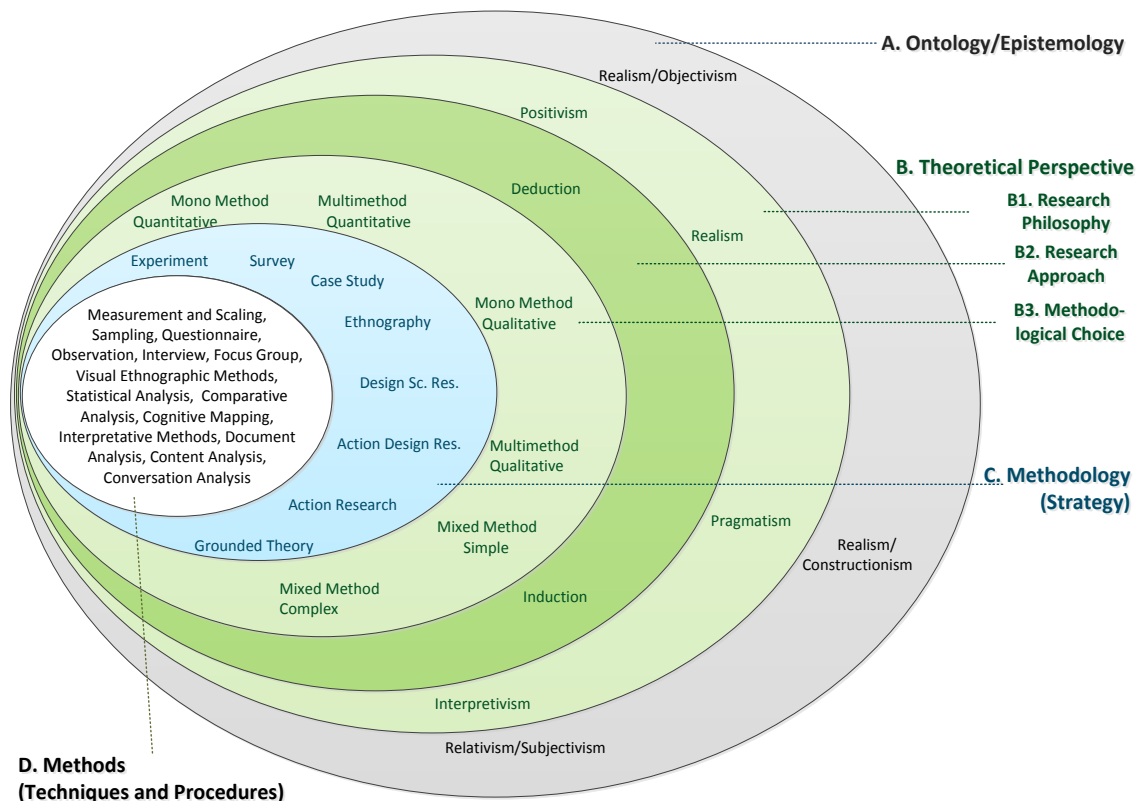 A. Ontology/Epistemology
Realism/Objectivism
Positivism
B. Theoretical Perspective
Deduction
B1. Research
Philosophy
Mono Method
Quantitative
Multimethod
Quantitative
Realism
B2. Research
Approach
Experiment
Survey
Case Study
Mono Method
Qualitative
B3. Methodo-
logical Choice
Ethnography
Measurement and Scaling,
Sampling, Questionnaire,
Observation, Interview, Focus Group,
Visual Ethnographic Methods,
Statistical Analysis, Comparative
Analysis, Cognitive Mapping,
Interpretative Methods, Document
Analysis, Content Analysis,
Conversation Analysis
Design Sc. Res.
Action Design Res.
Multimethod
Qualitative
C. Methodology
(Strategy)
Action Research
Mixed Method
Simple
Pragmatism
Grounded Theory
Realism/
Constructionism
Mixed Method
Complex
Induction
Interpretivism
Relativism/Subjectivism
D. Methods
(Techniques and Procedures)